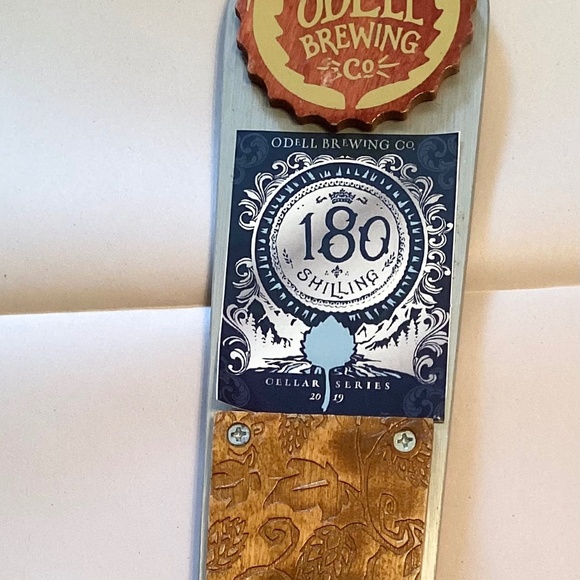 ODELL
BREWING
Co
ODELL BREWING CO.
180
SHILLING
CELLAR SERIES
20 19